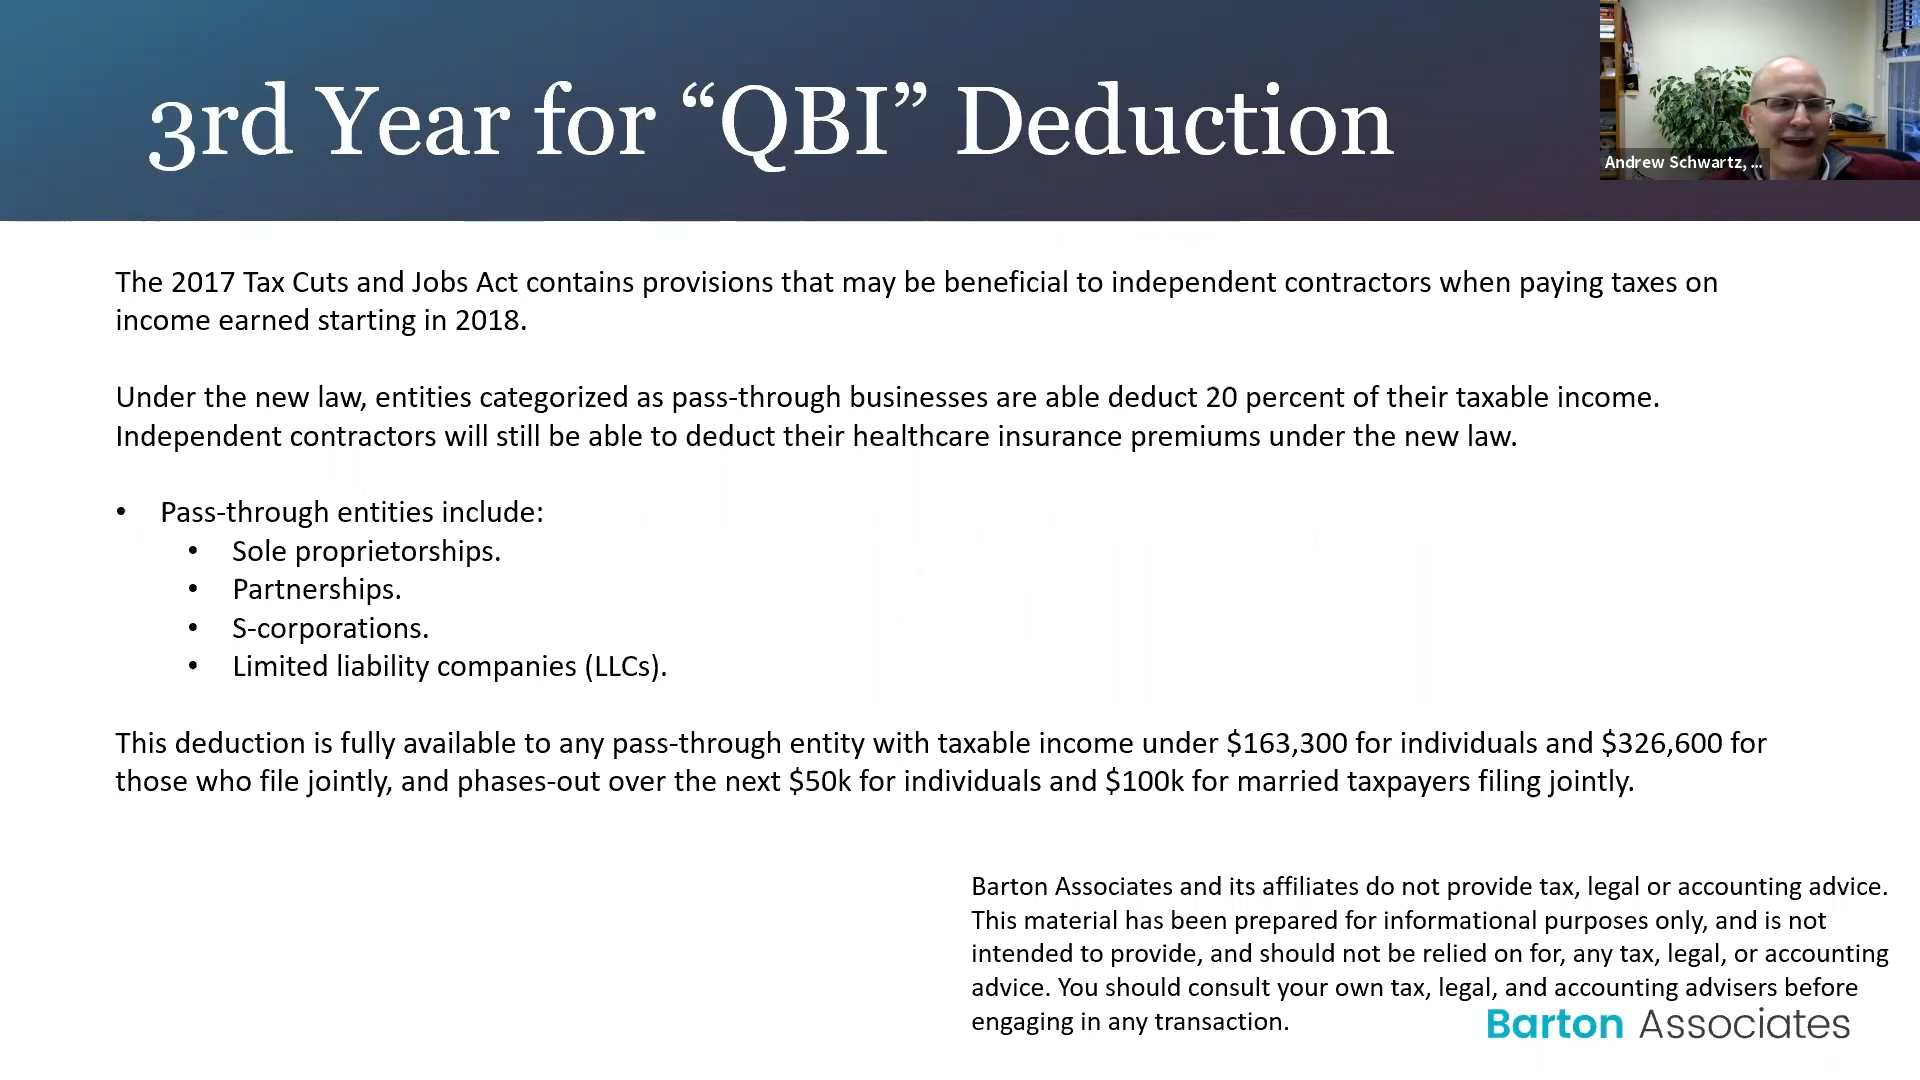 3rd Year for “QBI” Deduction
Andrew Schwartz, ...
The 2017 Tax Cuts and Jobs Act contains provisions that may be beneficial to independent contractors when paying taxes on
income earned starting in 2018.
Under the new law, entities categorized as pass-through businesses are able deduct 20 percent of their taxable income.
Independent contractors will still be able to deduct their healthcare insurance premiums under the new law.
• Pass-through entities include:
• Sole proprietorships.
• Partnerships.
• S-corporations.
• Limited liability companies (LLCs).
This deduction is fully available to any pass-through entity with taxable income under $163,300 for individuals and $326,600 for
those who file jointly, and phases-out over the next $50k for individuals and $100k for married taxpayers filing jointly.
Barton Associates and its affiliates do not provide tax, legal or accounting advice.
This material has been prepared for informational purposes only, and is not
intended to provide, and should not be relied on for, any tax, legal, or accounting
advice. You should consult your own tax, legal, and accounting advisers before
engaging in any transaction.
Barton Associates